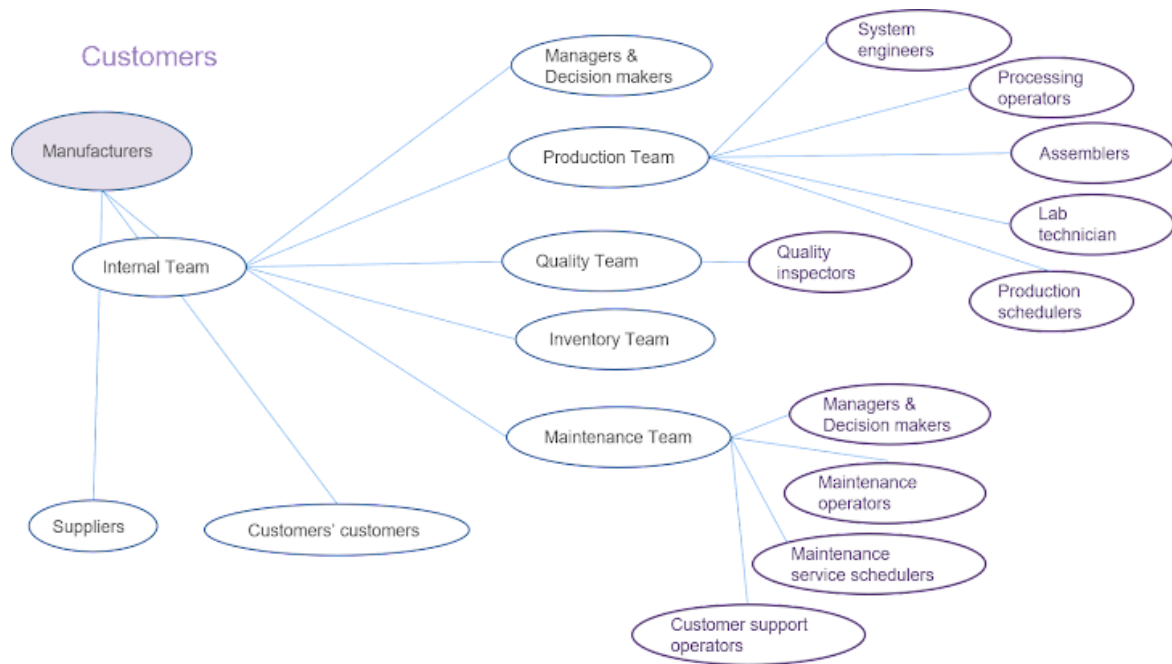 Customers
Manufacturers
Internal Team
Suppliers
Customers' customers
Managers &
Decision makers
Production Team
Quality Team
Inventory Team
Maintenance Team
System
engineers
Processing
operators
Assemblers
Lab
technician
Production
schedulers
Quality
inspectors
Managers &
Decision makers
Maintenance
operators
Maintenance
service schedulers
Customer support
operators